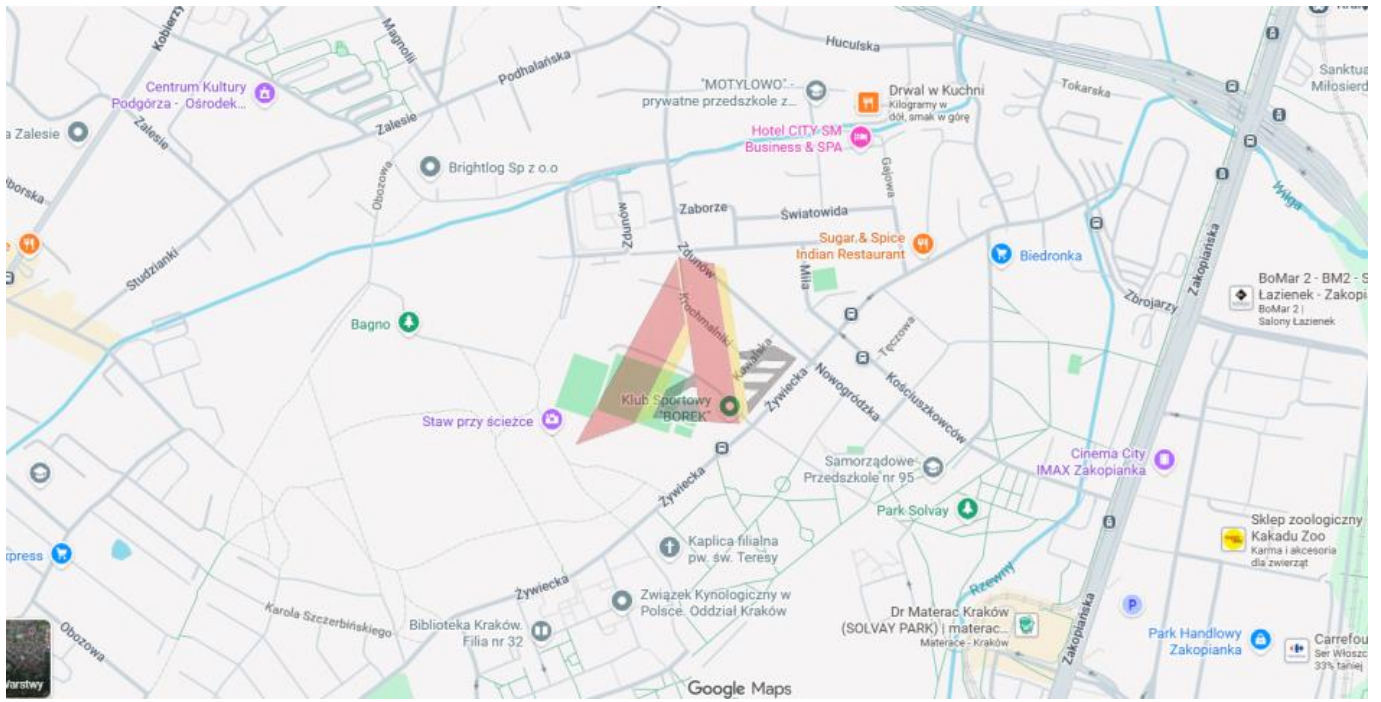 Kobierzy
Magnolii
Podhalańska
Huculska
Centrum Kultury
Podgórza - Ośrodek...
"MOTYLOWO" -
prywatne przedszkole z...
Drwal w Kuchni
Kilogramy w
dół, smak w górę
Tokarska
Sanktua
Miłosierd
a Zalesie
Zalesie
Zalesie
Hotel CITY SM
Business & SPA
Brightlog Sp z o.o
Obozowa
Gajowa
Wilga
Zaborze
Światowida
Zdunów
Zdunów
Sugar & Spice
Indian Restaurant
Biedronka
Zakopiańska
Studzianki
Miła
Zbrojarzy
BoMar 2 - BM2 - S
Łazienek - Zakopi
BoMar 2 |
Salony Łazienek
Bagno
Krochmalniki
Kawalska
Tęczowa
Żywiecka
Nowogródzka
Kościuszkowców
Klub Sportowy
"BOREK"
Staw przy ścieżce
Cinema City
IMAX Zakopianka
Samorządowe
Przedszkole nr 95
Żywiecka
Park Solvay
Sklep zoologiczny
Kakadu Zoo
Karma i akcesoria
dla zwierząt
xpress
Kaplica filialna
pw. św. Teresy
Żywiecka
Rzewny
Związek Kynologiczny w
Polsce. Oddział Kraków
Karola Szczerbińskiego
Biblioteka Kraków.
Filia nr 32
Dr Materac Kraków
(SOLVAY PARK) | materac...
Materace - Kraków
P
Park Handlowy
Zakopianka
Carrefou
Ser Włoszc
33% taniej
Obozowa
Zakopiańska
Warstwy
Google Maps